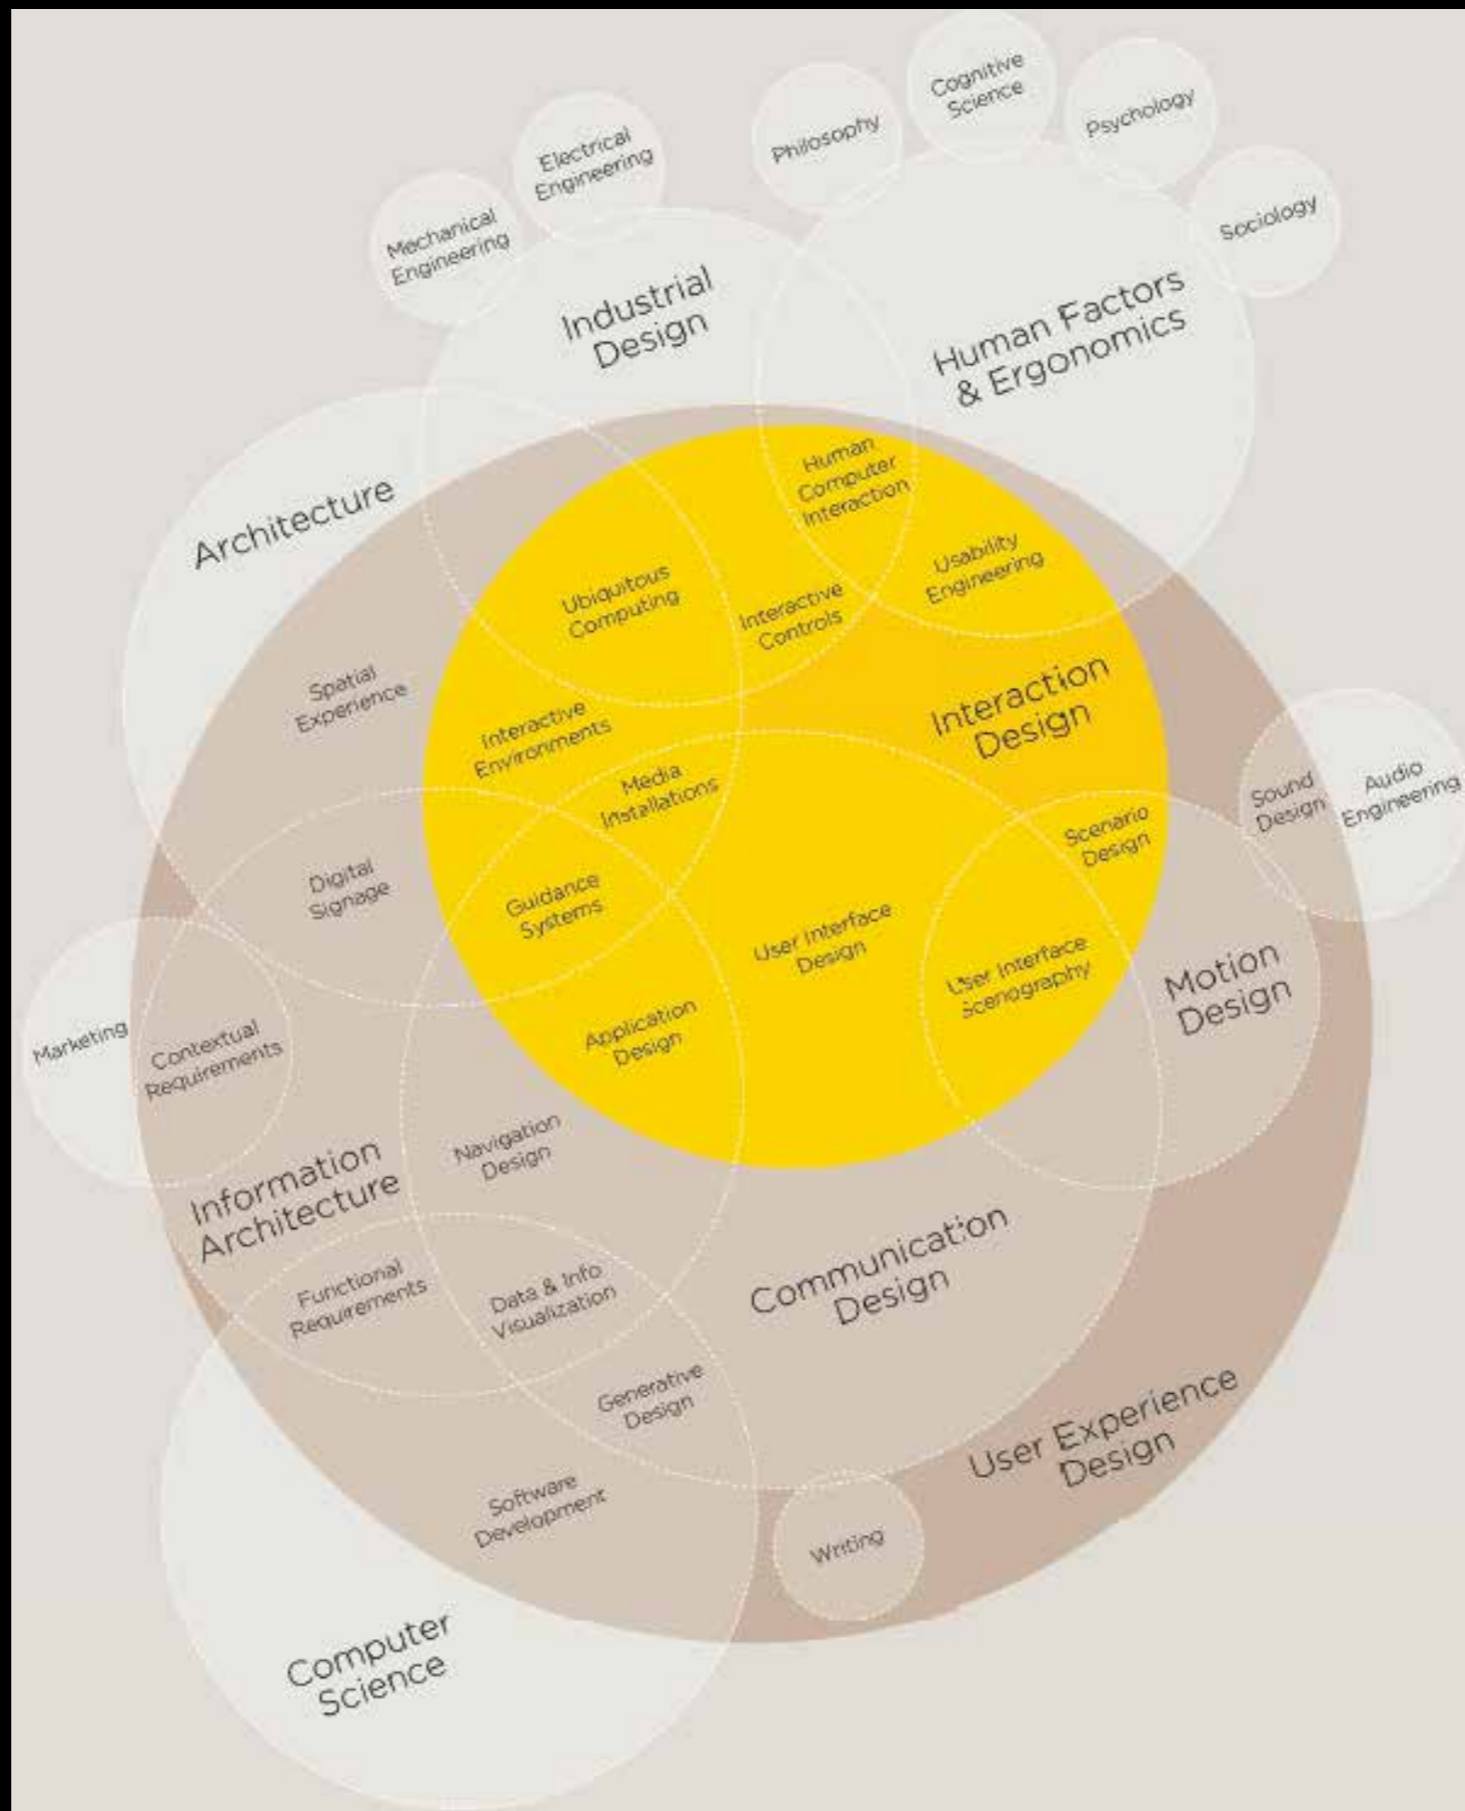 Cognitive
Science
Psychology
Philosophy
Electrical
Engineering
Sociology
Mechanical
Engineering
Industrial
Design
Human Factors
& Ergonomics
Architecture
Human
Computer
Interaction
Usability
Engineering
Ubiquitous
Computing
Interactive
Controls
Spatial
Experience
Interaction
Design
Interactive
Environments
Media
Installations
Sound
Design
Audio
Engineering
Scenario
Design
Digital
Signage
Guidance
Systems
User Interface
Design
User Interface
Scenography
Motion
Design
Marketing
Contextual
Requirements
Application
Design
Navigation
Design
Information
Architecture
Communication
Design
Functional
Requirements
Data & Info
Visualization
Generative
Design
User Experience
Design
Software
Development
Writing
Computer
Science